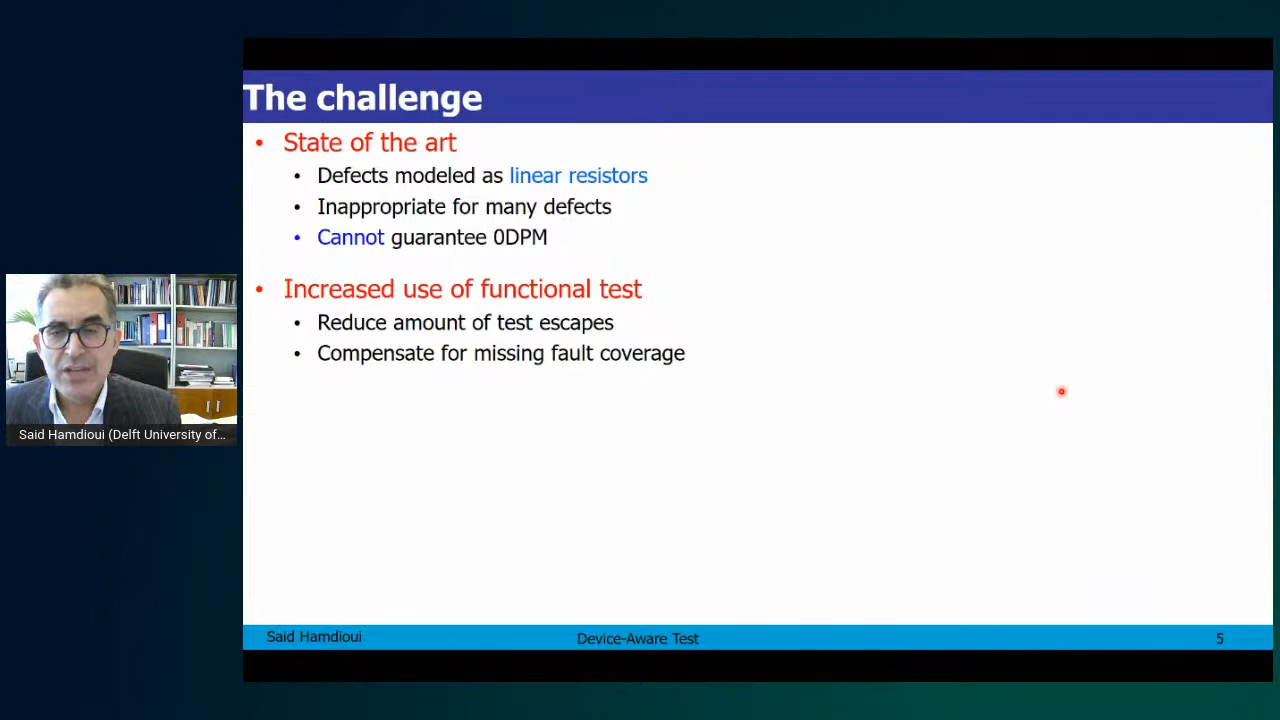 The challenge
• State of the art
• Defects modeled as linear resistors
• Inappropriate for many defects
• Cannot guarantee 0DPM
• Increased use of functional test
• Reduce amount of test escapes
• Compensate for missing fault coverage
Said Hamdioui (Delft University of...
Said Hamdioui Device-Aware Test 5